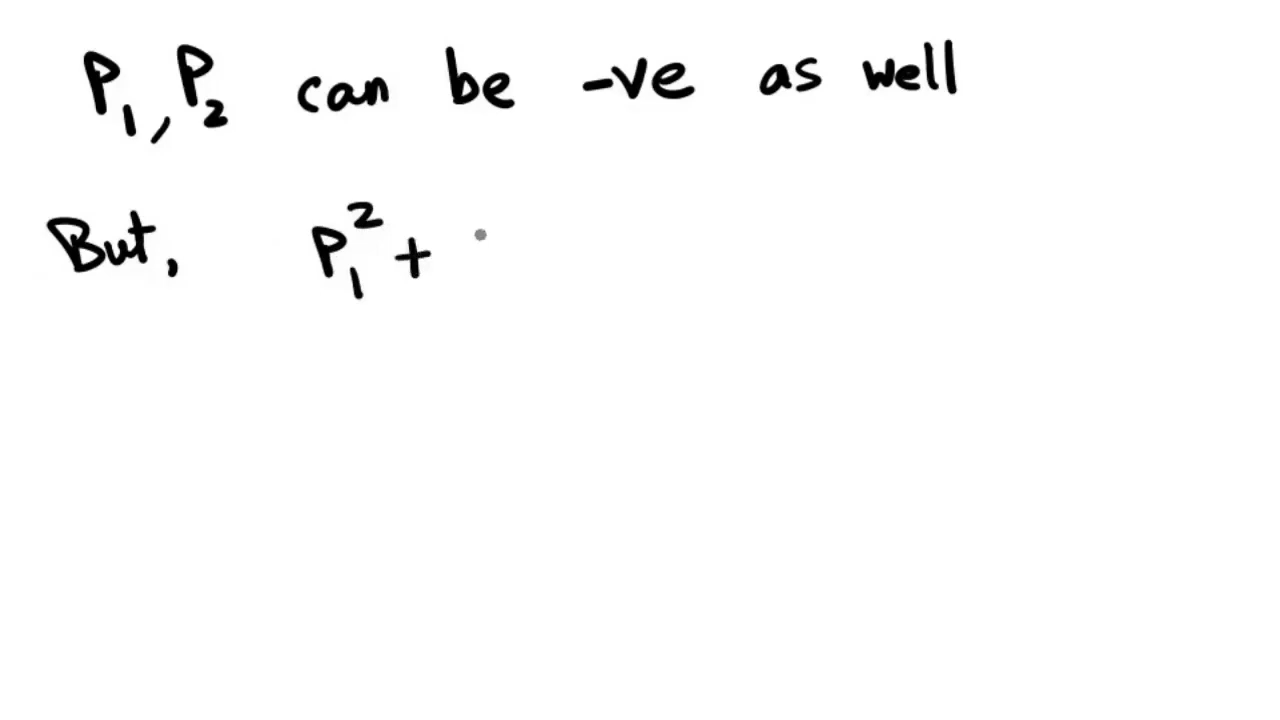 P₁, P₂ can be -ve as well
But, P₁² +